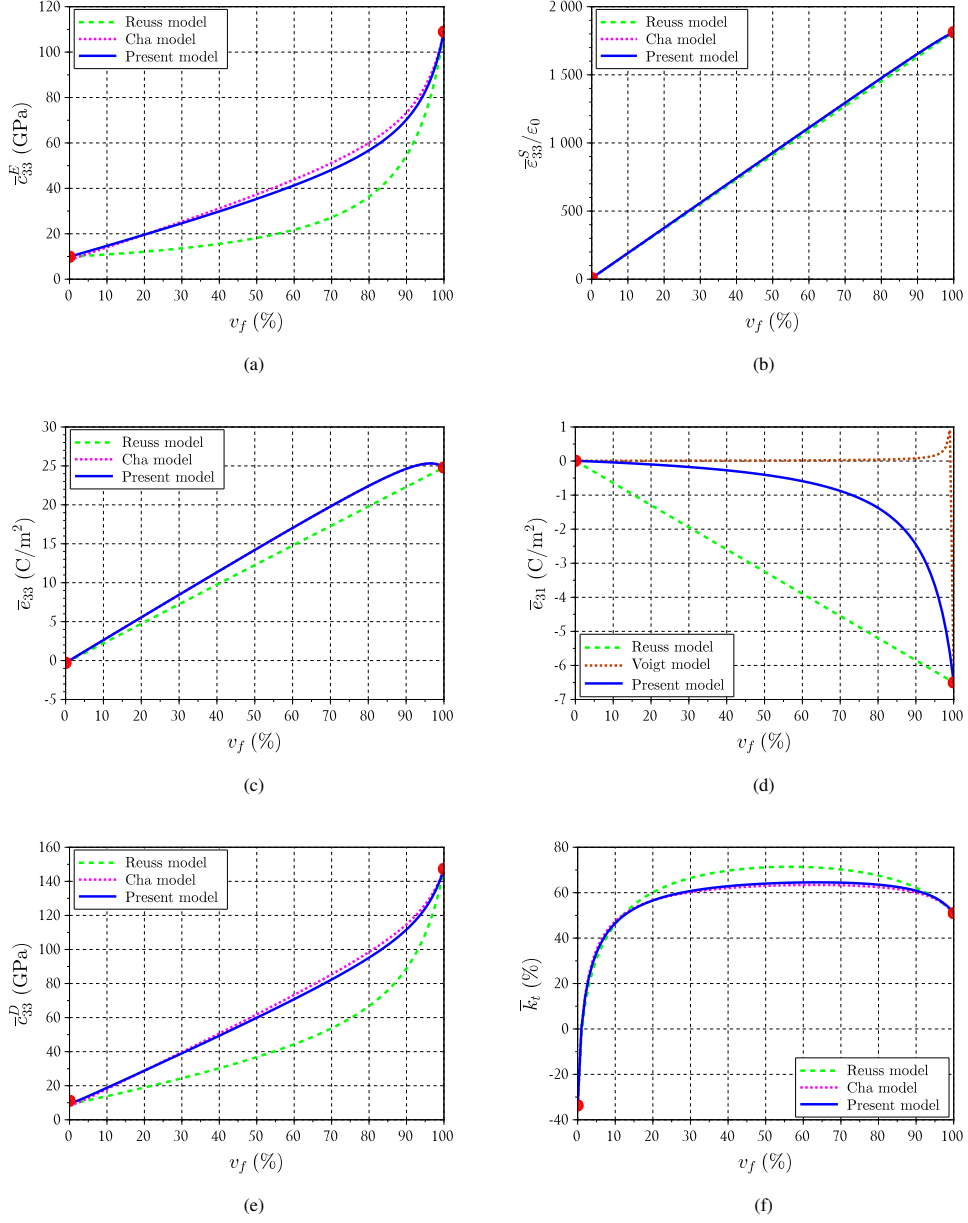 120
100
80
60
40
20
0
0 10 20 30 40 50 60 70 80 90 100
c̅₃₃ᴱ (GPa)
v_f (%)
Reuss model
Cha model
Present model
(a)
2 000
1 500
1 000
500
0
0 10 20 30 40 50 60 70 80 90 100
ε̅₃₃ˢ/ε₀
v_f (%)
Reuss model
Cha model
Present model
(b)
30
25
20
15
10
5
0
-5
0 10 20 30 40 50 60 70 80 90 100
e̅₃₃ (C/m²)
v_f (%)
Reuss model
Cha model
Present model
(c)
1
0
-1
-2
-3
-4
-5
-6
-7
0 10 20 30 40 50 60 70 80 90 100
e̅₃₁ (C/m²)
v_f (%)
Reuss model
Voigt model
Present model
(d)
160
140
120
100
80
60
40
20
0
0 10 20 30 40 50 60 70 80 90 100
c̅₃₃ᴰ (GPa)
v_f (%)
Reuss model
Cha model
Present model
(e)
80
60
40
20
0
-20
-40
0 10 20 30 40 50 60 70 80 90 100
k̅_t (%)
v_f (%)
Reuss model
Cha model
Present model
(f)